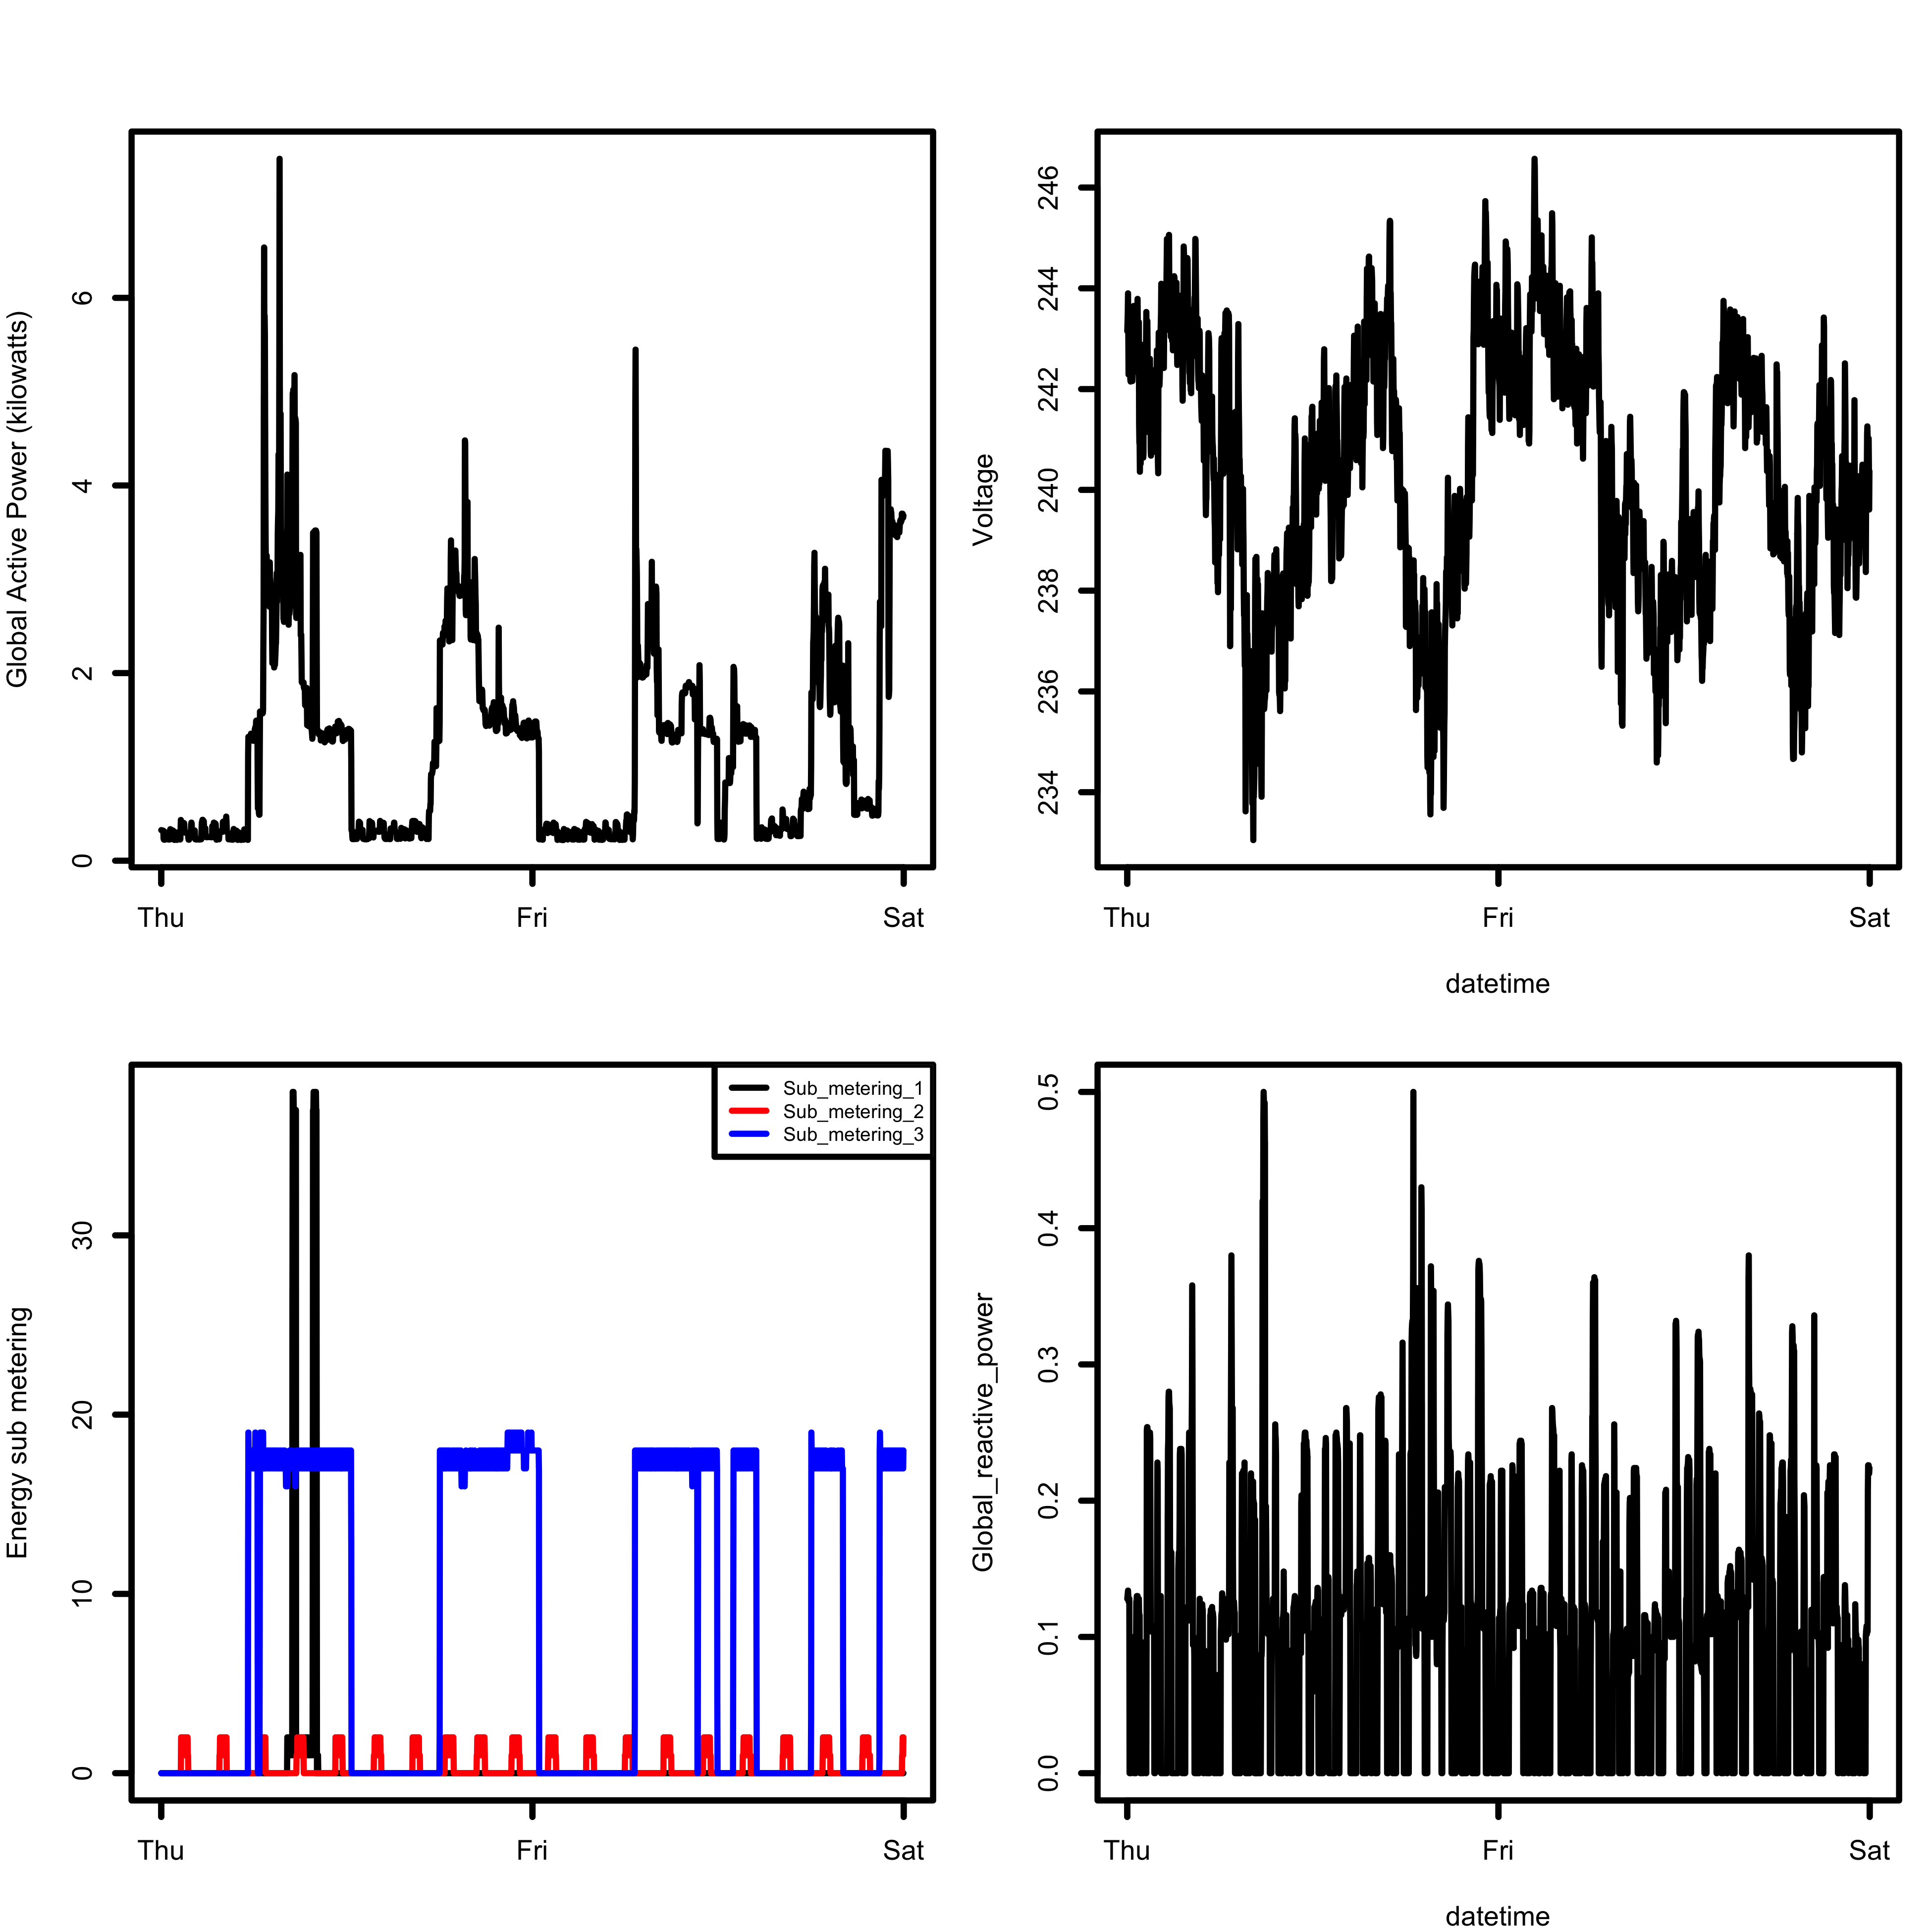 Global Active Power (kilowatts)
0
2
4
6
Thu
Fri
Sat
Voltage
234
236
238
240
242
244
246
Thu
Fri
Sat
datetime
Energy sub metering
0
10
20
30
Sub_metering_1
Sub_metering_2
Sub_metering_3
Thu
Fri
Sat
Global_reactive_power
0.0
0.1
0.2
0.3
0.4
0.5
Thu
Fri
Sat
datetime